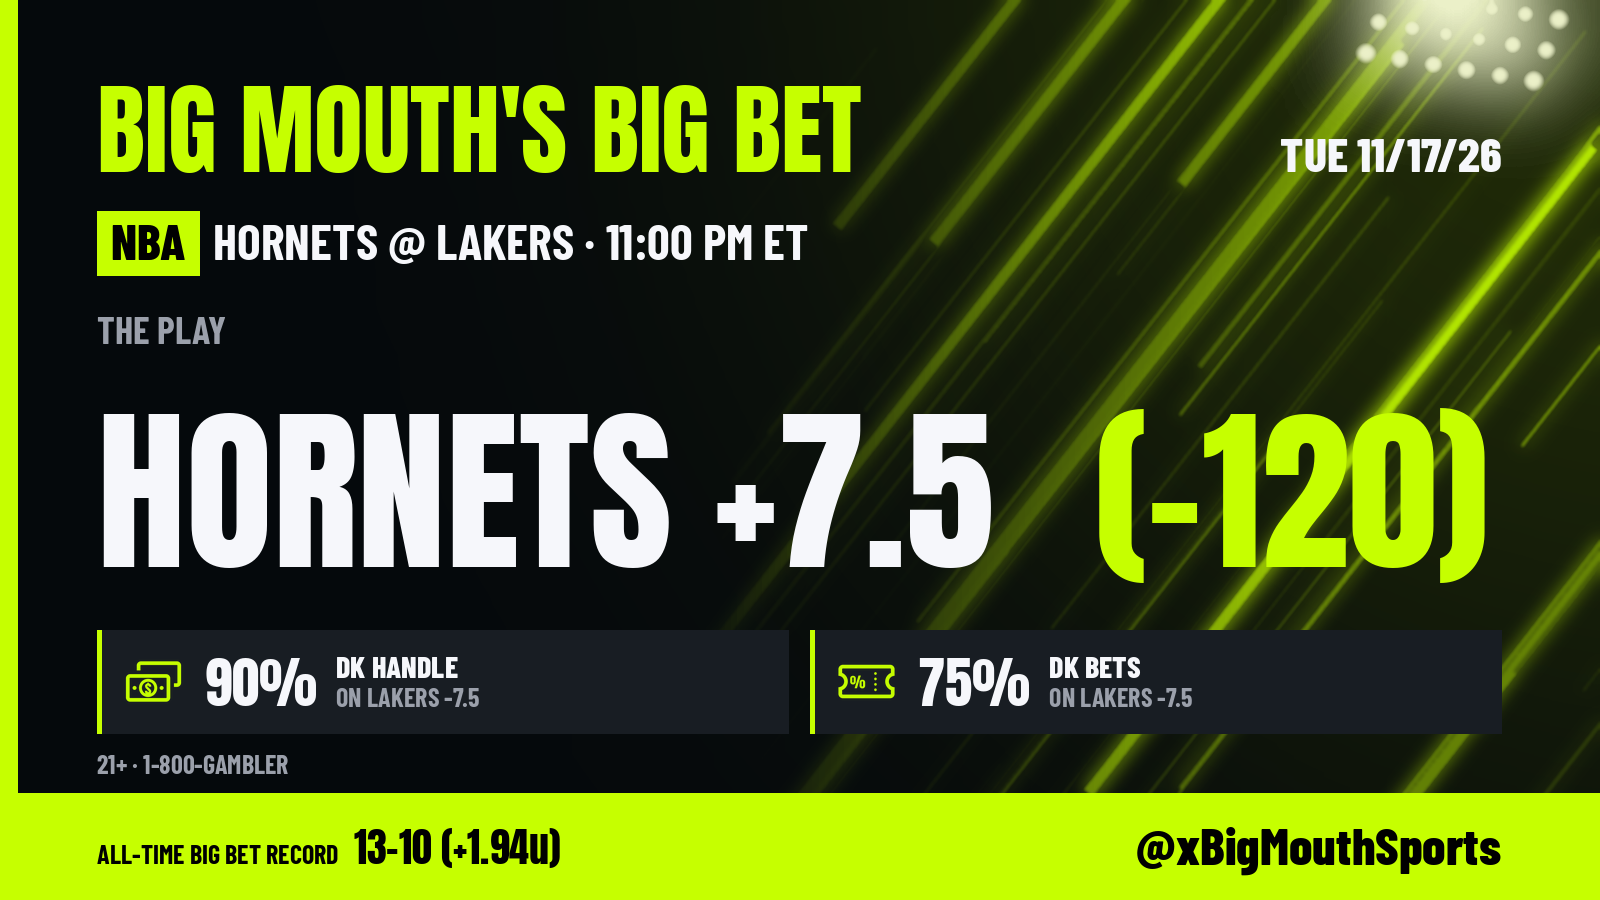 BIG MOUTH'S BIG BET
TUE 11/17/26
NBA HORNETS @ LAKERS · 11:00 PM ET
THE PLAY
HORNETS +7.5 (-120)
90% DK HANDLE
ON LAKERS -7.5
75% DK BETS
ON LAKERS -7.5
21+ · 1-800-GAMBLER
ALL-TIME BIG BET RECORD 13-10 (+1.94u)
@xBigMouthSports